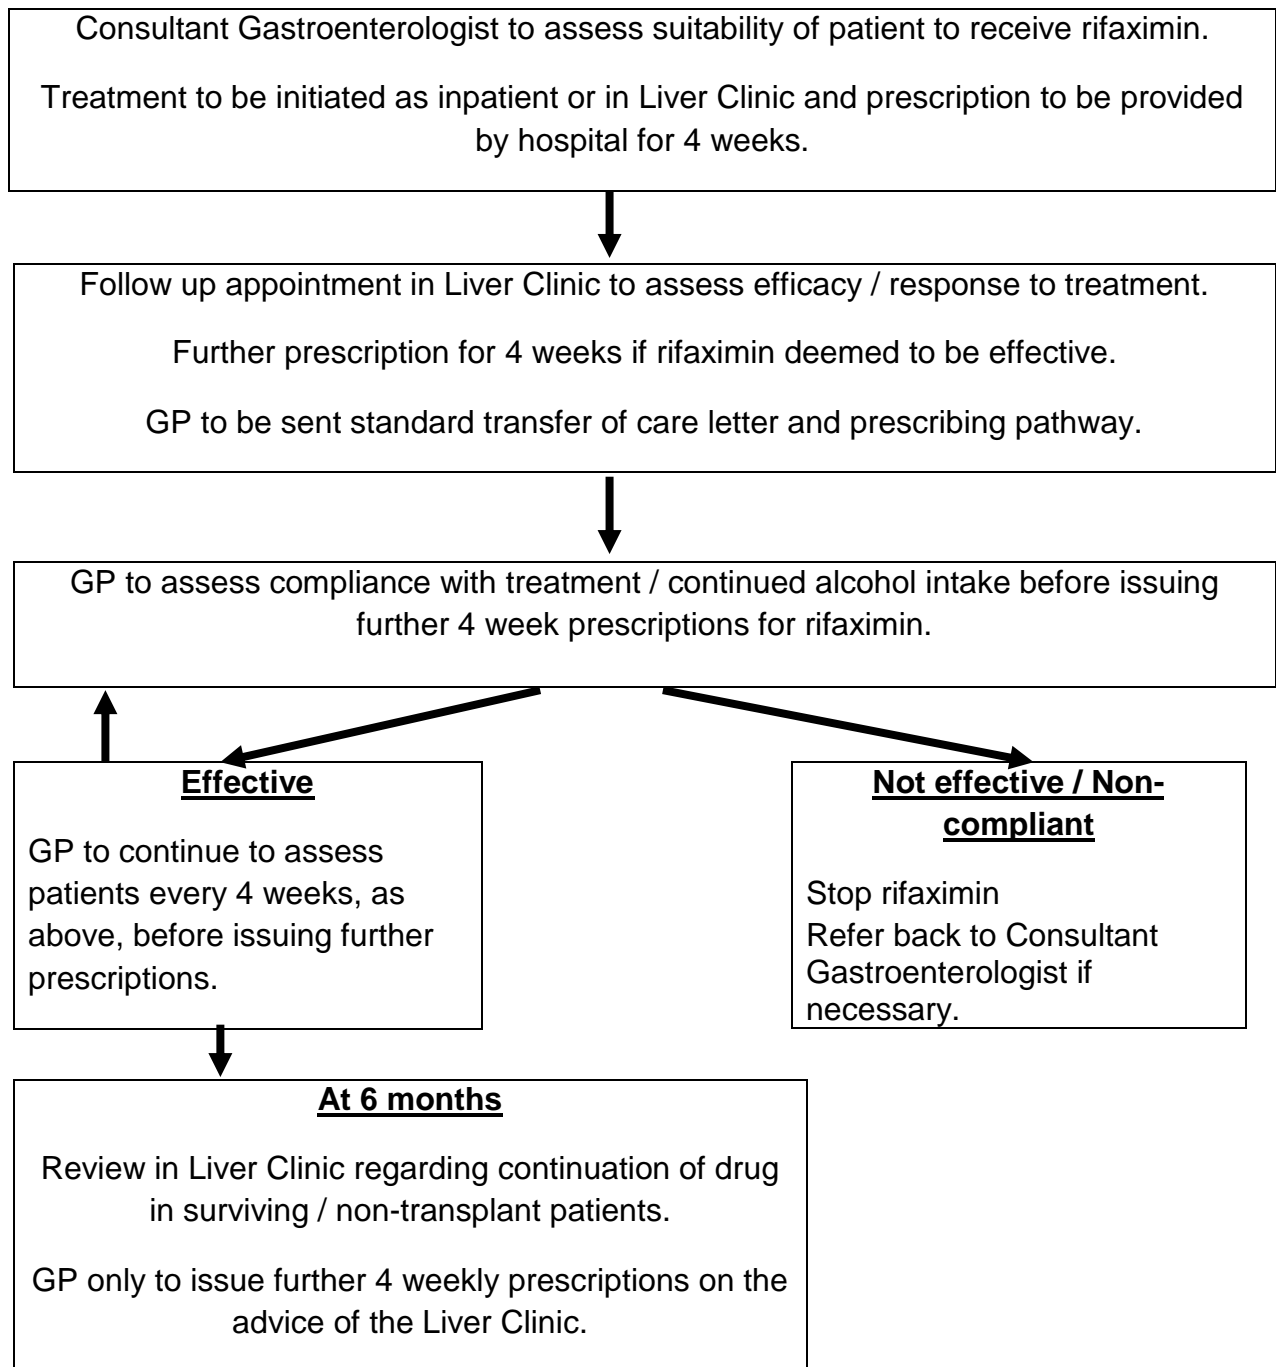 Consultant Gastroenterologist to assess suitability of patient to receive rifaximin.
Treatment to be initiated as inpatient or in Liver Clinic and prescription to be provided
by hospital for 4 weeks.
Follow up appointment in Liver Clinic to assess efficacy / response to treatment.
Further prescription for 4 weeks if rifaximin deemed to be effective.
GP to be sent standard transfer of care letter and prescribing pathway.
GP to assess compliance with treatment / continued alcohol intake before issuing
further 4 week prescriptions for rifaximin.
Effective
GP to continue to assess
patients every 4 weeks, as
above, before issuing further
prescriptions.
Not effective / Non-
compliant
Stop rifaximin
Refer back to Consultant
Gastroenterologist if
necessary.
At 6 months
Review in Liver Clinic regarding continuation of drug
in surviving / non-transplant patients.
GP only to issue further 4 weekly prescriptions on the
advice of the Liver Clinic.